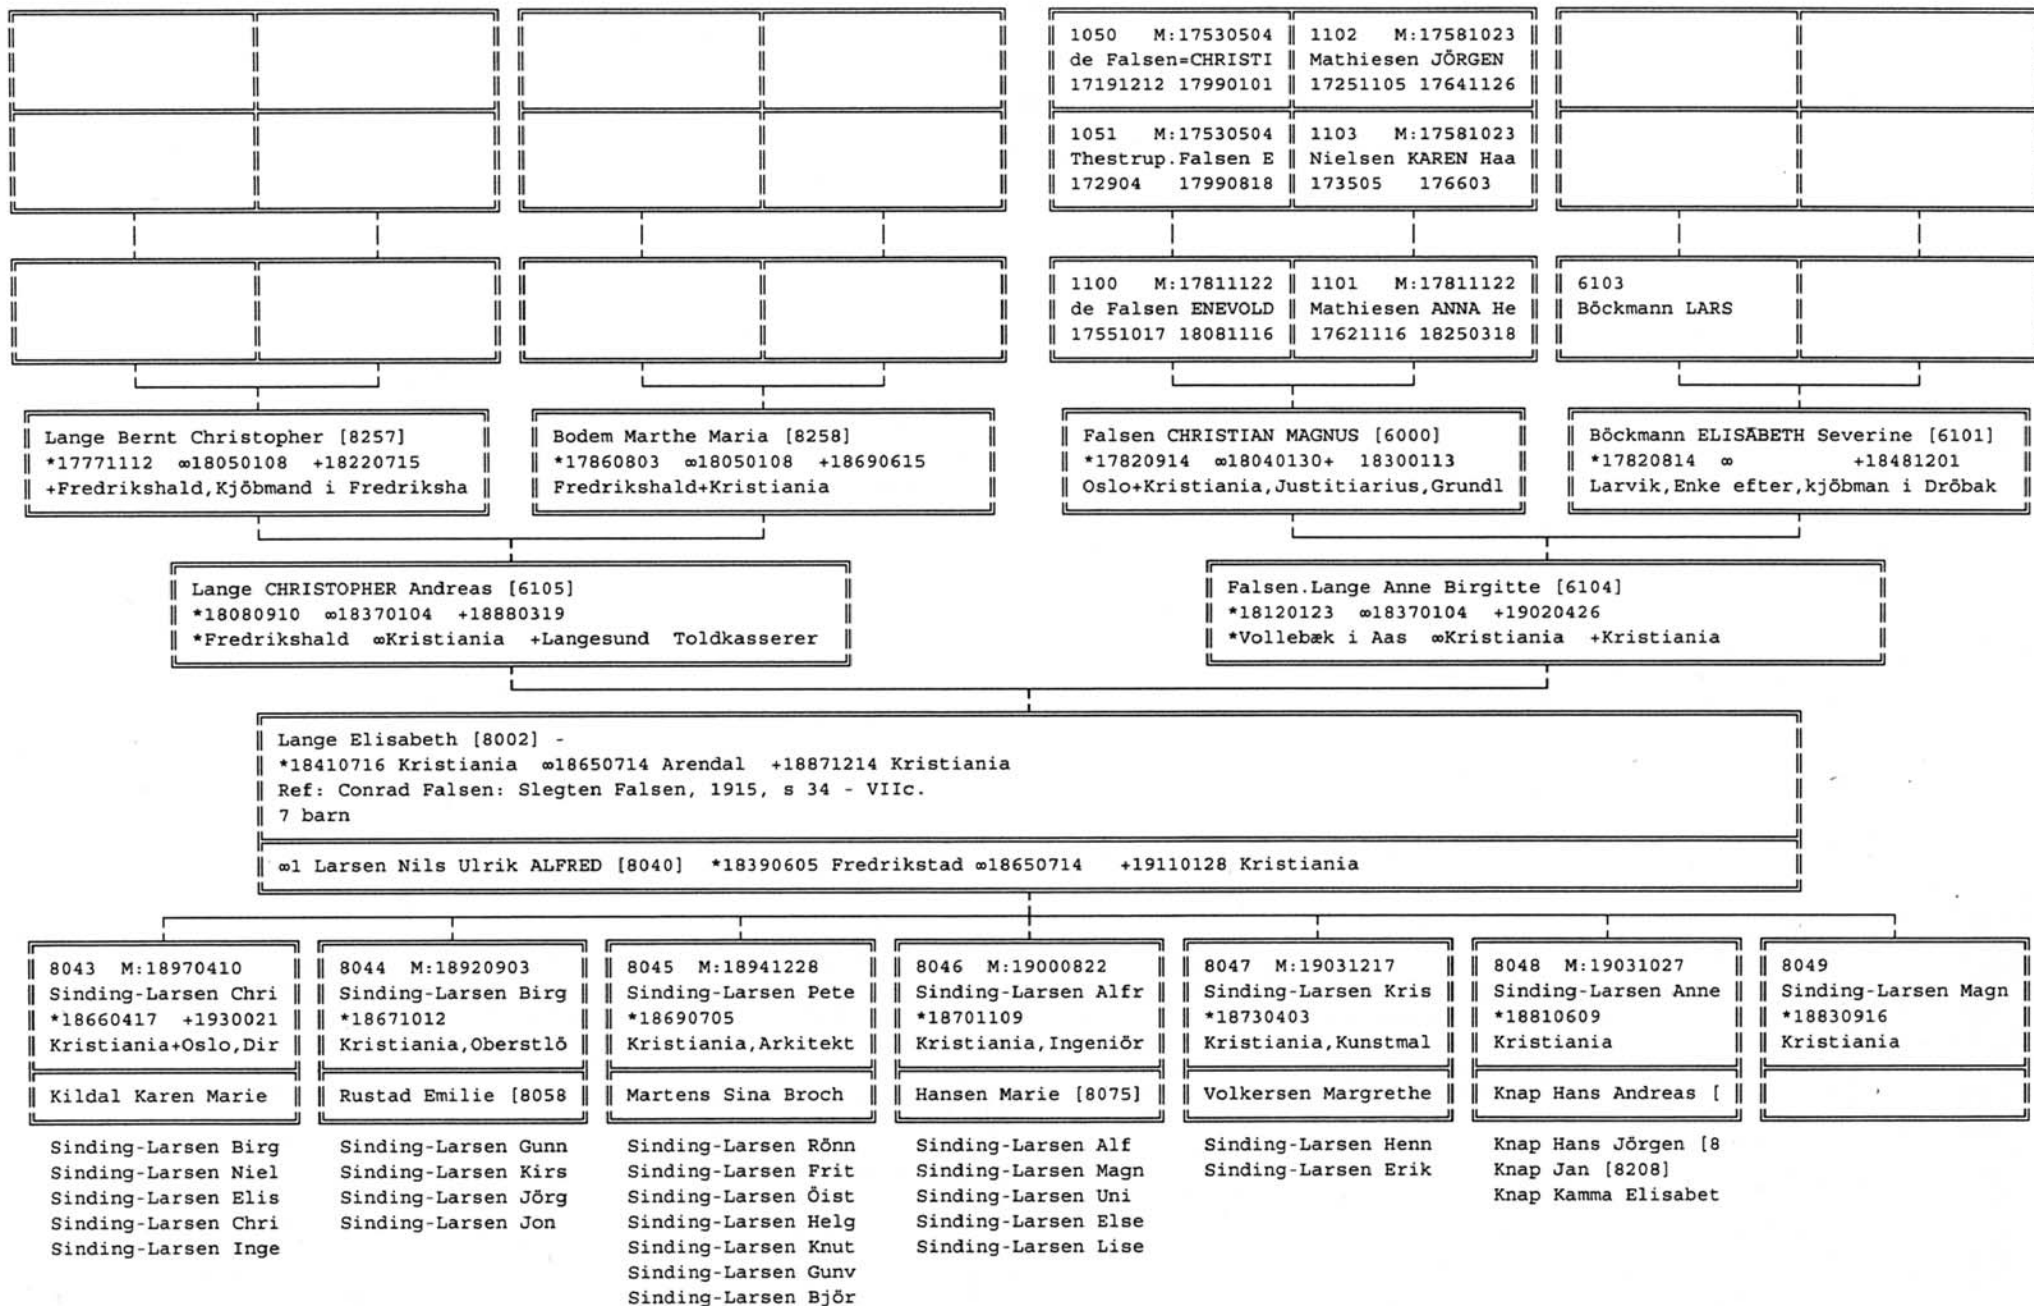 1050 M:17530504
de Falsen=CHRISTI
17191212 17990101
1102 M:17581023
Mathiesen JÖRGEN
17251105 17641126
1051 M:17530504
Thestrup.Falsen E
172904 17990818
1103 M:17581023
Nielsen KAREN Haa
173505 176603
1100 M:17811122
de Falsen ENEVOLD
17551017 18081116
1101 M:17811122
Mathiesen ANNA He
17621116 18250318
6103
Böckmann LARS
Lange Bernt Christopher [8257]
*17771112 ∞18050108 +18220715
+Fredrikshald,Kjöbmand i Fredriksha
Bodem Marthe Maria [8258]
*17860803 ∞18050108 +18690615
Fredrikshald+Kristiania
Falsen CHRISTIAN MAGNUS [6000]
*17820914 ∞18040130+ 18300113
Oslo+Kristiania,Justitiarius,Grundl
Böckmann ELISÄBETH Severine [6101]
*17820814 ∞ +18481201
Larvik,Enke efter,kjöbman i Dröbak
Lange CHRISTOPHER Andreas [6105]
*18080910 ∞18370104 +18880319
*Fredrikshald ∞Kristiania +Langesund Toldkasserer
Falsen.Lange Anne Birgitte [6104]
*18120123 ∞18370104 +19020426
*Vollebæk i Aas ∞Kristiania +Kristiania
Lange Elisabeth [8002] -
*18410716 Kristiania ∞18650714 Arendal +18871214 Kristiania
Ref: Conrad Falsen: Slegten Falsen, 1915, s 34 - VIIc.
7 barn
∞1 Larsen Nils Ulrik ALFRED [8040] *18390605 Fredrikstad ∞18650714 +19110128 Kristiania
8043 M:18970410
Sinding-Larsen Chri
*18660417 +1930021
Kristiania+Oslo,Dir
Kildal Karen Marie
Sinding-Larsen Birg
Sinding-Larsen Niel
Sinding-Larsen Elis
Sinding-Larsen Chri
Sinding-Larsen Inge
8044 M:18920903
Sinding-Larsen Birg
*18671012
Kristiania,Oberstlö
Rustad Emilie [8058
Sinding-Larsen Gunn
Sinding-Larsen Kirs
Sinding-Larsen Jörg
Sinding-Larsen Jon
8045 M:18941228
Sinding-Larsen Pete
*18690705
Kristiania,Arkitekt
Martens Sina Broch
Sinding-Larsen Rönn
Sinding-Larsen Frit
Sinding-Larsen Öist
Sinding-Larsen Helg
Sinding-Larsen Knut
Sinding-Larsen Gunv
Sinding-Larsen Björ
8046 M:19000822
Sinding-Larsen Alfr
*18701109
Kristiania,Ingeniör
Hansen Marie [8075]
Sinding-Larsen Alf
Sinding-Larsen Magn
Sinding-Larsen Uni
Sinding-Larsen Else
Sinding-Larsen Lise
8047 M:19031217
Sinding-Larsen Kris
*18730403
Kristiania,Kunstmal
Volkersen Margrethe
Sinding-Larsen Henn
Sinding-Larsen Erik
8048 M:19031027
Sinding-Larsen Anne
*18810609
Kristiania
Knap Hans Andreas [
Knap Hans Jörgen [8
Knap Jan [8208]
Knap Kamma Elisabet
8049
Sinding-Larsen Magn
*18830916
Kristiania